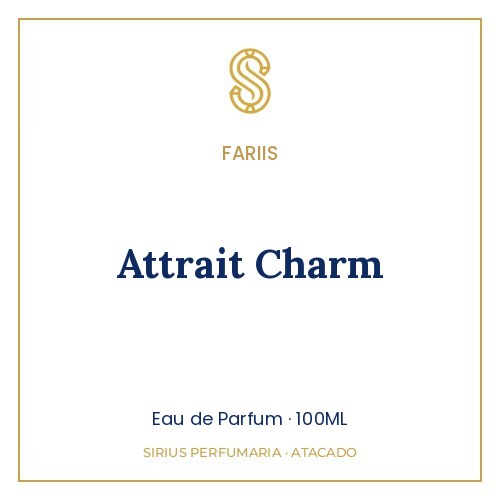 S
FARIIS
Attrait Charm
Eau de Parfum · 100ML
SIRIUS PERFUMARIA · ATACADO